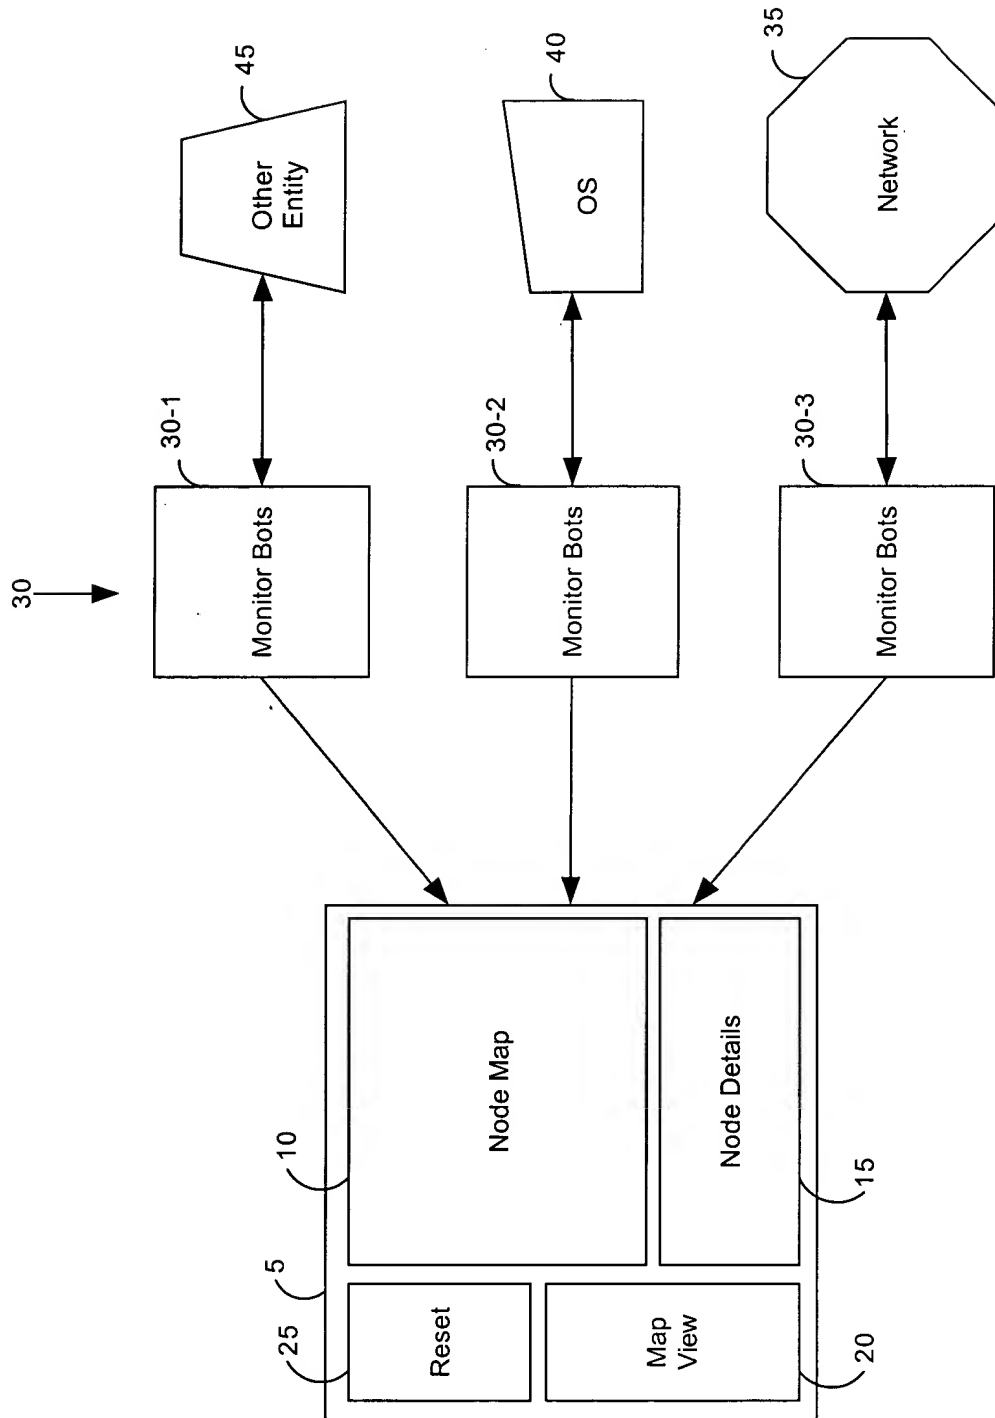 25
5
10
Reset
Node Map
Map
View
Node Details
20
15
30
30-1
Monitor Bots
30-2
Monitor Bots
30-3
Monitor Bots
45
Other
Entity
40
OS
35
Network